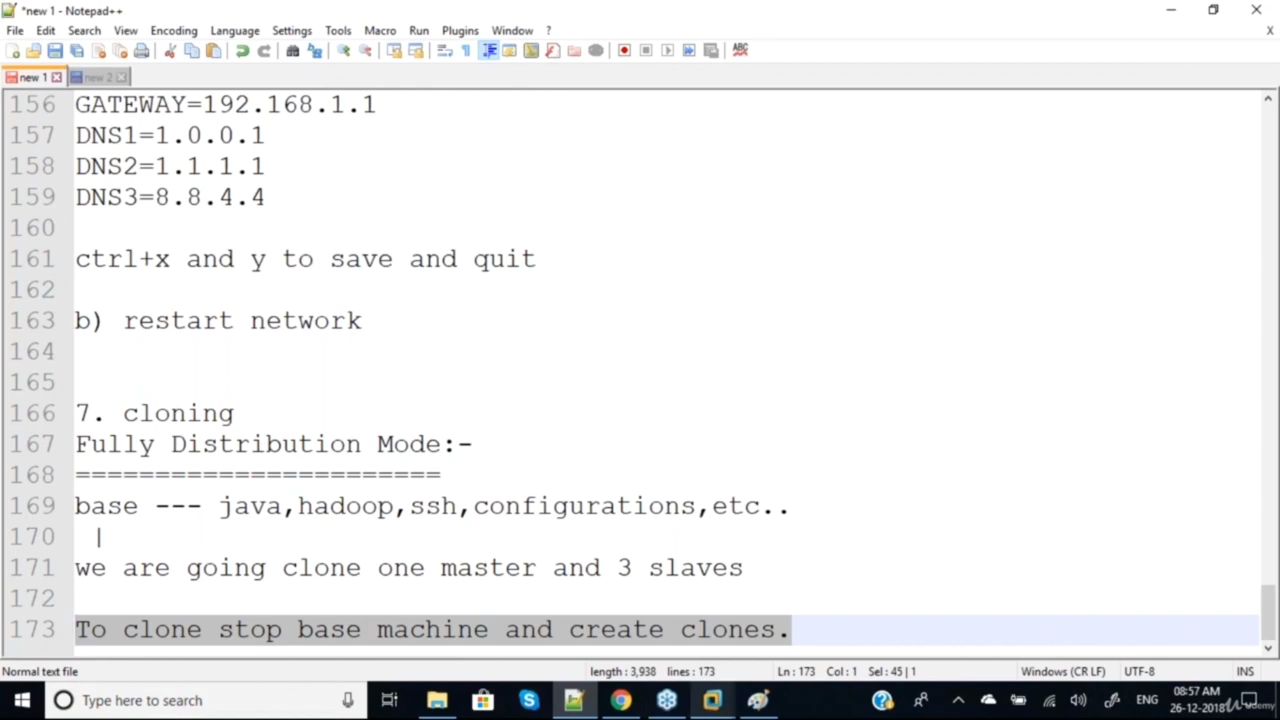 *new 1 - Notepad++
File Edit Search View Encoding Language Settings Tools Macro Run Plugins Window ?
X
new 1 new 2
156 GATEWAY=192.168.1.1
157 DNS1=1.0.0.1
158 DNS2=1.1.1.1
159 DNS3=8.8.4.4
160
161 ctrl+x and y to save and quit
162
163 b) restart network
164
165
166 7. cloning
167 Fully Distribution Mode:-
168 =======================
169 base --- java,hadoop,ssh,configurations,etc..
170 |
171 we are going clone one master and 3 slaves
172
173 To clone stop base machine and create clones.
Normal text file length : 3,938 lines : 173 Ln : 173 Col : 1 Sel : 45 | 1 Windows (CR LF) UTF-8 INS
Type here to search ENG 08:57 AM
26-12-2018
Udemy